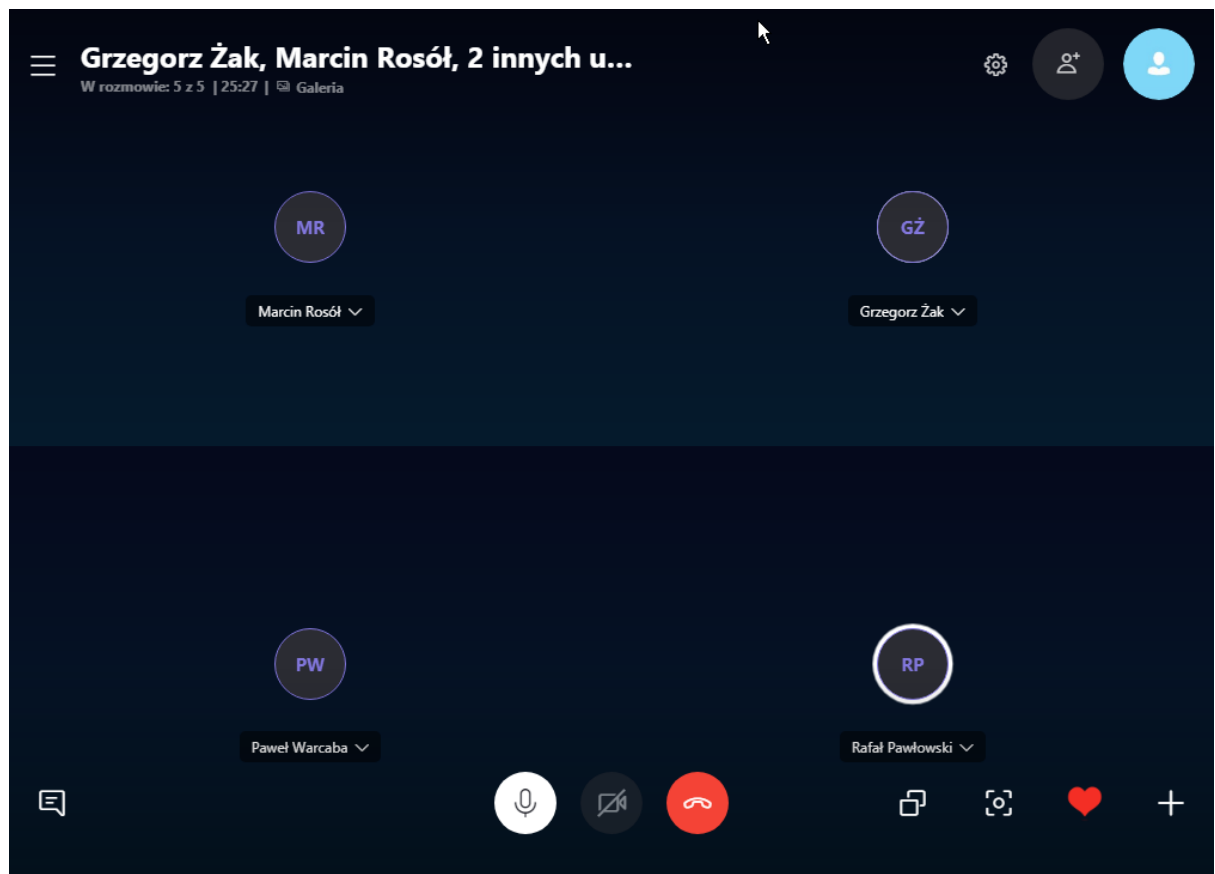 Grzegorz Żak, Marcin Rosół, 2 innych u...
W rozmowie: 5 z 5 | 25:27 | Galeria
MR
GŻ
Marcin Rosół
Grzegorz Żak
PW
RP
Paweł Warcaba
Rafał Pawłowski